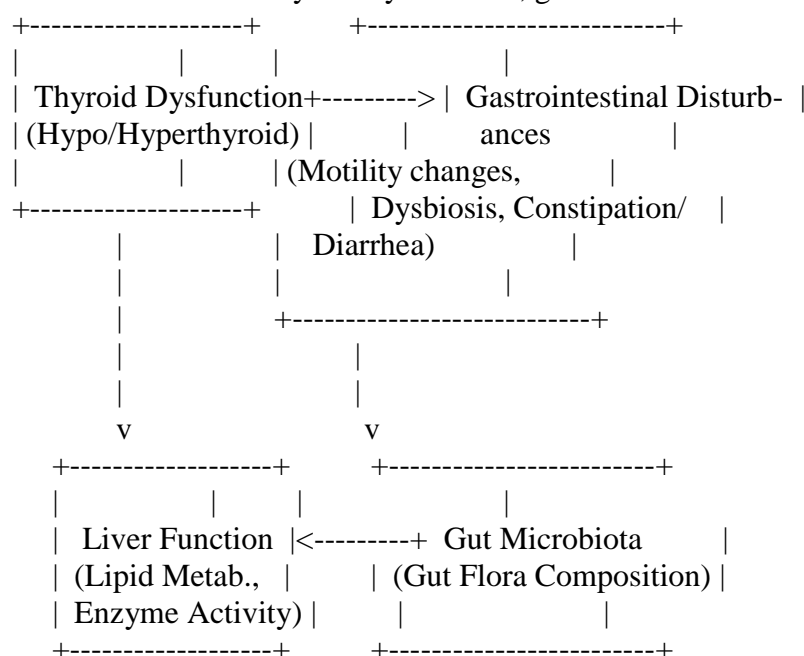 +--------------------+ +---------------------------+
| | | |
| Thyroid Dysfunction+---------> | Gastrointestinal Disturb- |
| (Hypo/Hyperthyroid) | | ances |
| | | (Motility changes, |
+--------------------+ | Dysbiosis, Constipation/ |
| | Diarrhea) |
| | |
| +---------------------------+
| |
| |
v v
+-------------------+ +------------------------+
| | | |
| Liver Function |<---------+ Gut Microbiota |
| (Lipid Metab., | | (Gut Flora Composition) |
| Enzyme Activity) | | |
+-------------------+ +------------------------+